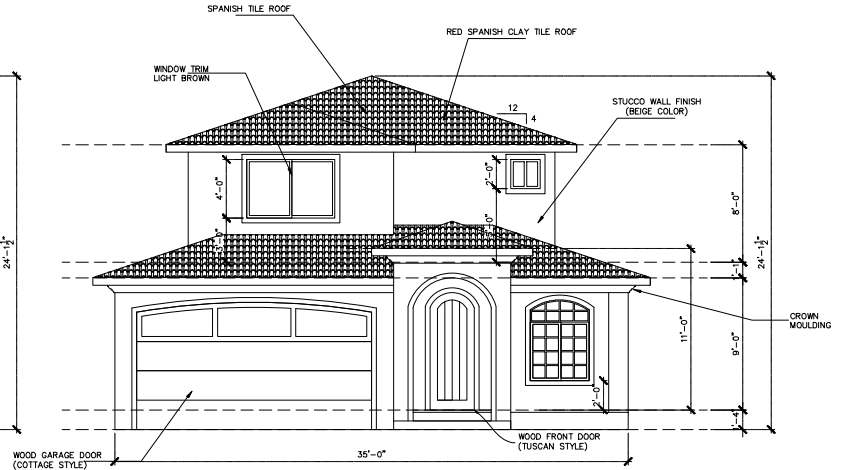 SPANISH TILE ROOF
RED SPANISH CLAY TILE ROOF
WINDOW TRIM
LIGHT BROWN
12
4
STUCCO WALL FINISH
(BEIGE COLOR)
4'-0"
2'-0"
8'-0"
24'-1½"
24'-1½"
11'-0"
9'-0"
2'-0"
1'-4"
CROWN
MOULDING
WOOD FRONT DOOR
(TUSCAN STYLE)
WOOD GARAGE DOOR
(COTTAGE STYLE)
35'-0"